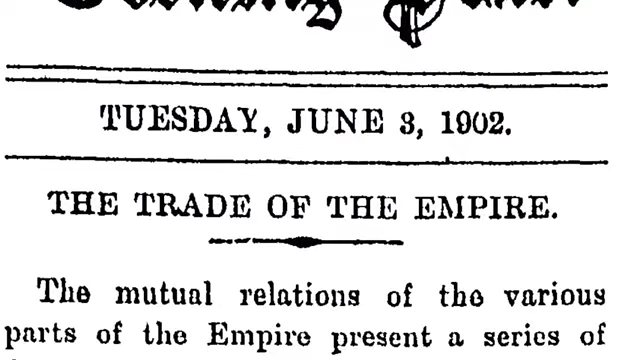 TUESDAY, JUNE 3, 1902.
THE TRADE OF THE EMPIRE.
The mutual relations of the various
parts of the Empire present a series of